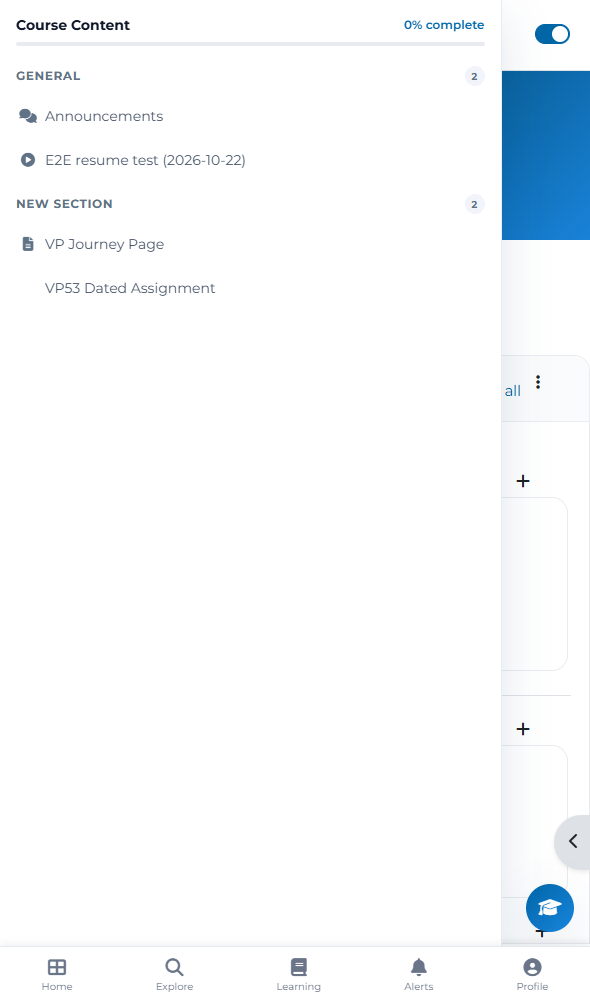 Course Content
0% complete
GENERAL
2
Announcements
E2E resume test (2026-10-22)
NEW SECTION
2
VP Journey Page
VP53 Dated Assignment
all
Home
Explore
Learning
Alerts
Profile